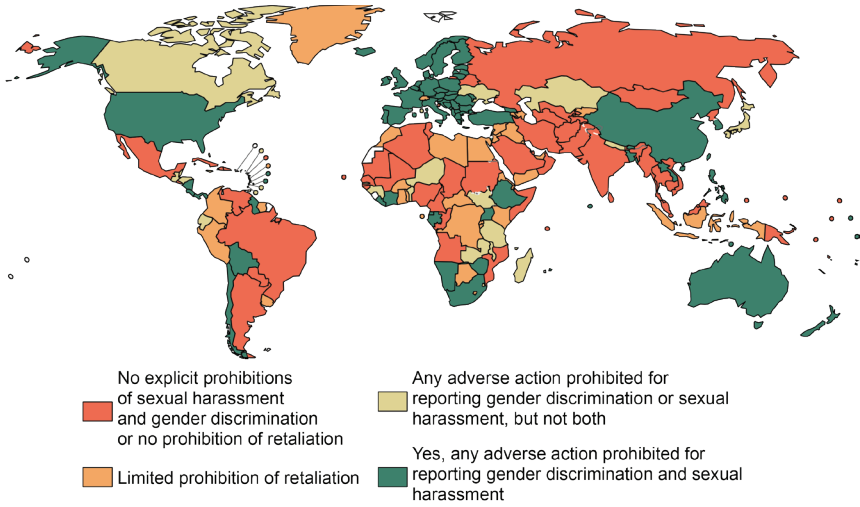 No explicit prohibitions
of sexual harassment
and gender discrimination
or no prohibition of retaliation
Limited prohibition of retaliation
Any adverse action prohibited for
reporting gender discrimination or sexual
harassment, but not both
Yes, any adverse action prohibited for
reporting gender discrimination and sexual
harassment